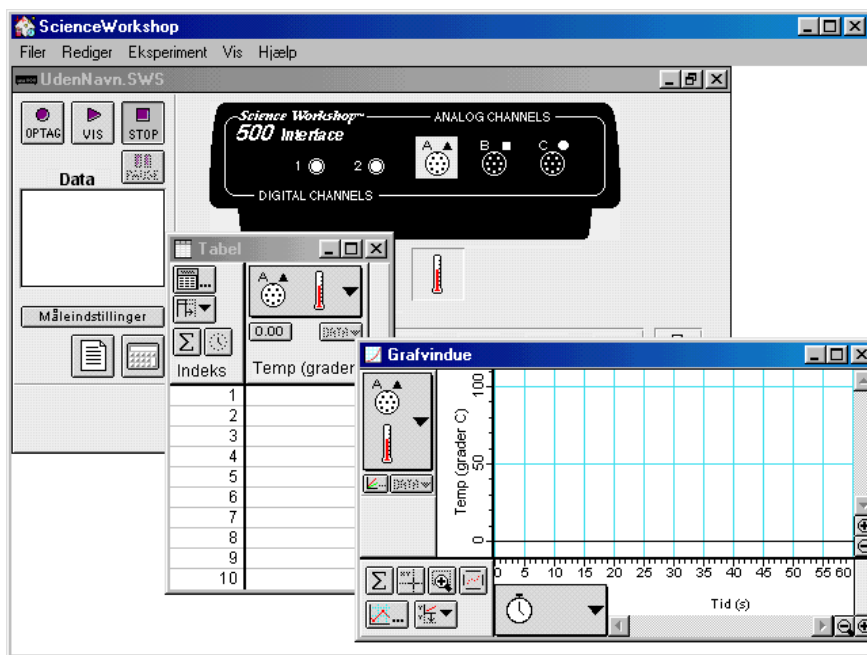 ScienceWorkshop
Filer Rediger Eksperiment Vis Hjælp
UdenNavn.SWS
OPTAG VIS STOP
PAUSE
Data
Måleindstillinger
Science Workshop™
500 Interface
ANALOG CHANNELS
A B C
1 2
DIGITAL CHANNELS
Tabel
A
0.00 DATA
Indeks Temp (grader
1
2
3
4
5
6
7
8
9
10
Grafvindue
A
DATA
Temp (grader C)
100
50
0
0 5 10 15 20 25 30 35 40 45 50 55 60
Tid (s)